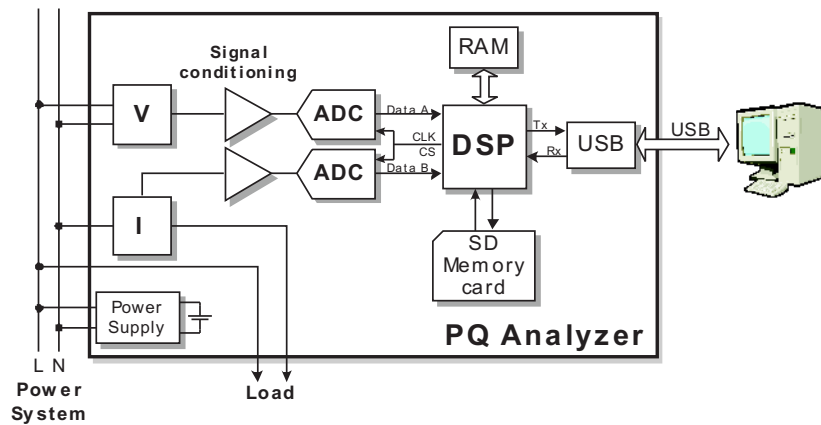 Signal
conditioning
RAM
V
ADC
Data A
CLK
CS
DSP
Tx
Rx
USB
USB
ADC
Data B
I
SD
Memory
card
Power
Supply
PQ Analyzer
L N
Power
System
Load